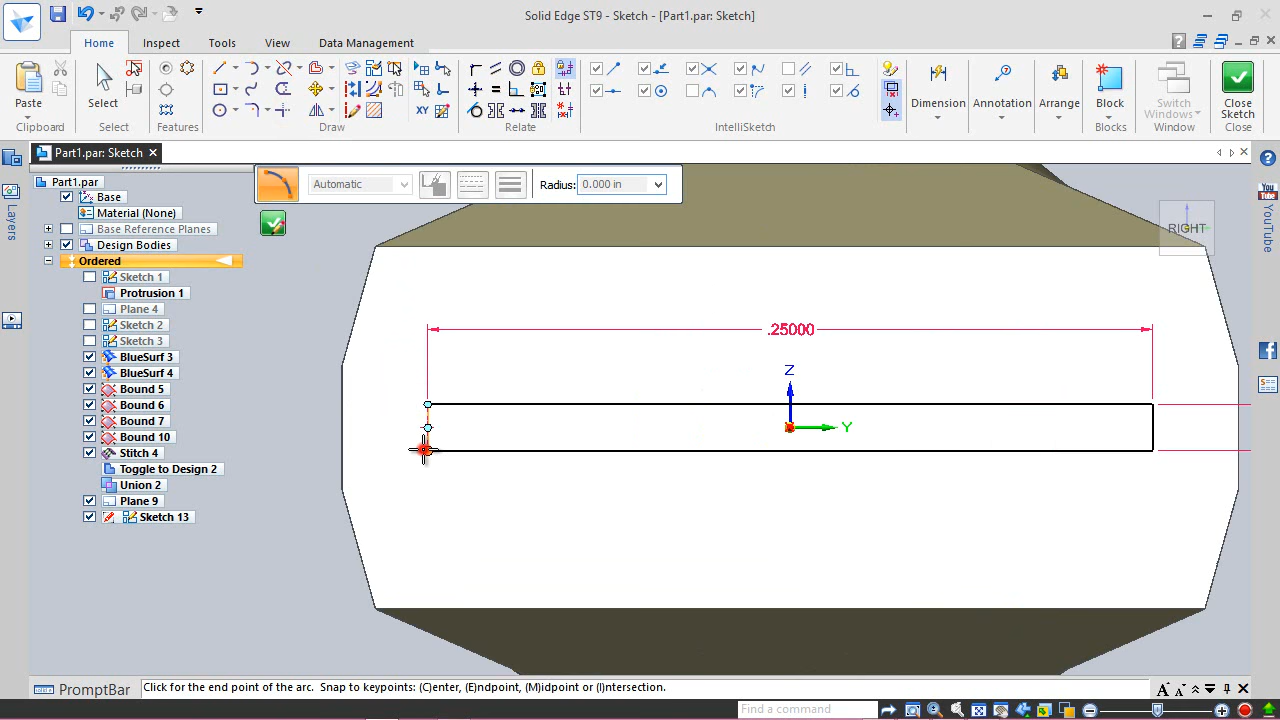 Solid Edge ST9 - Sketch - [Part1.par: Sketch]
Home Inspect Tools View Data Management
Paste
Select
Dimension
Annotation
Arrange
Block
Switch
Windows
Close
Sketch
Clipboard Select Features Draw Relate IntelliSketch Blocks Window Close
Part1.par: Sketch
Layers
YouTube
Automatic
Radius: 0.000 in
Part1.par
Base
Material (None)
Base Reference Planes
Design Bodies
Ordered
Sketch 1
Protrusion 1
Plane 4
Sketch 2
Sketch 3
BlueSurf 3
BlueSurf 4
Bound 5
Bound 6
Bound 7
Bound 10
Stitch 4
Toggle to Design 2
Union 2
Plane 9
Sketch 13
RIGHT
.25000
Z
Y
You
Tube
PromptBar
Click for the end point of the arc. Snap to keypoints: (C)enter, (E)ndpoint, (M)idpoint or (I)ntersection.
Find a command